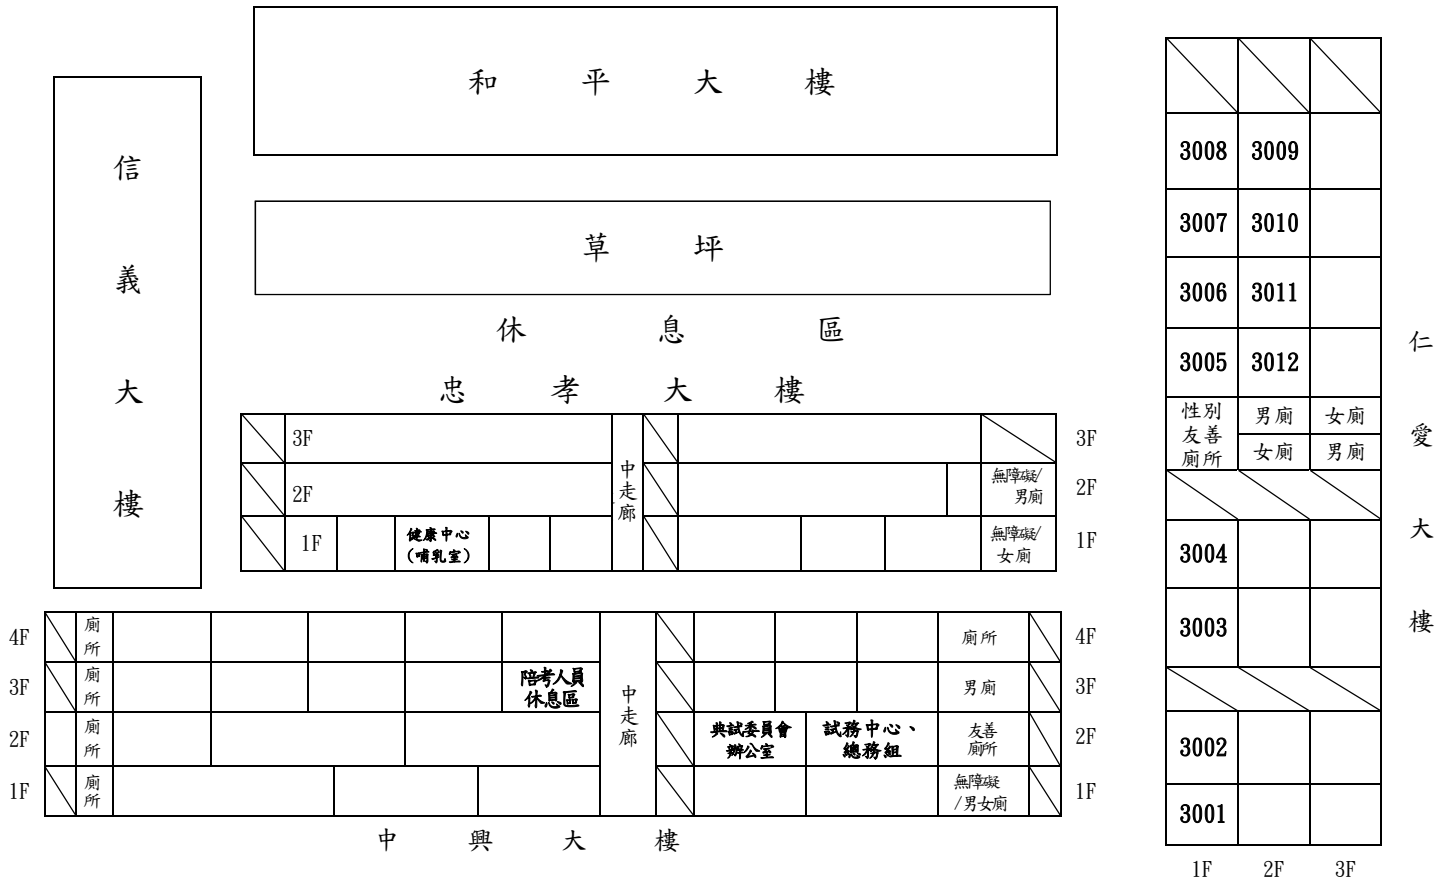 和平大樓
信義大樓
草坪
休息區
忠孝大樓
3F
3F
2F
無障礙/
男廁
2F
中走廊
1F
健康中心
(哺乳室)
無障礙/
女廁
1F
4F
廁所
廁所
4F
3F
廁所
陪考人員
休息區
中走廊
男廁
3F
2F
廁所
典試委員會
辦公室
試務中心、
總務組
友善
廁所
2F
1F
廁所
無障礙
/男女廁
1F
中興大樓
3008 3009
3007 3010
3006 3011
3005 3012
性別
友善
廁所
男廁 女廁
女廁 男廁
3004
3003
3002
3001
1F 2F 3F
仁愛大樓